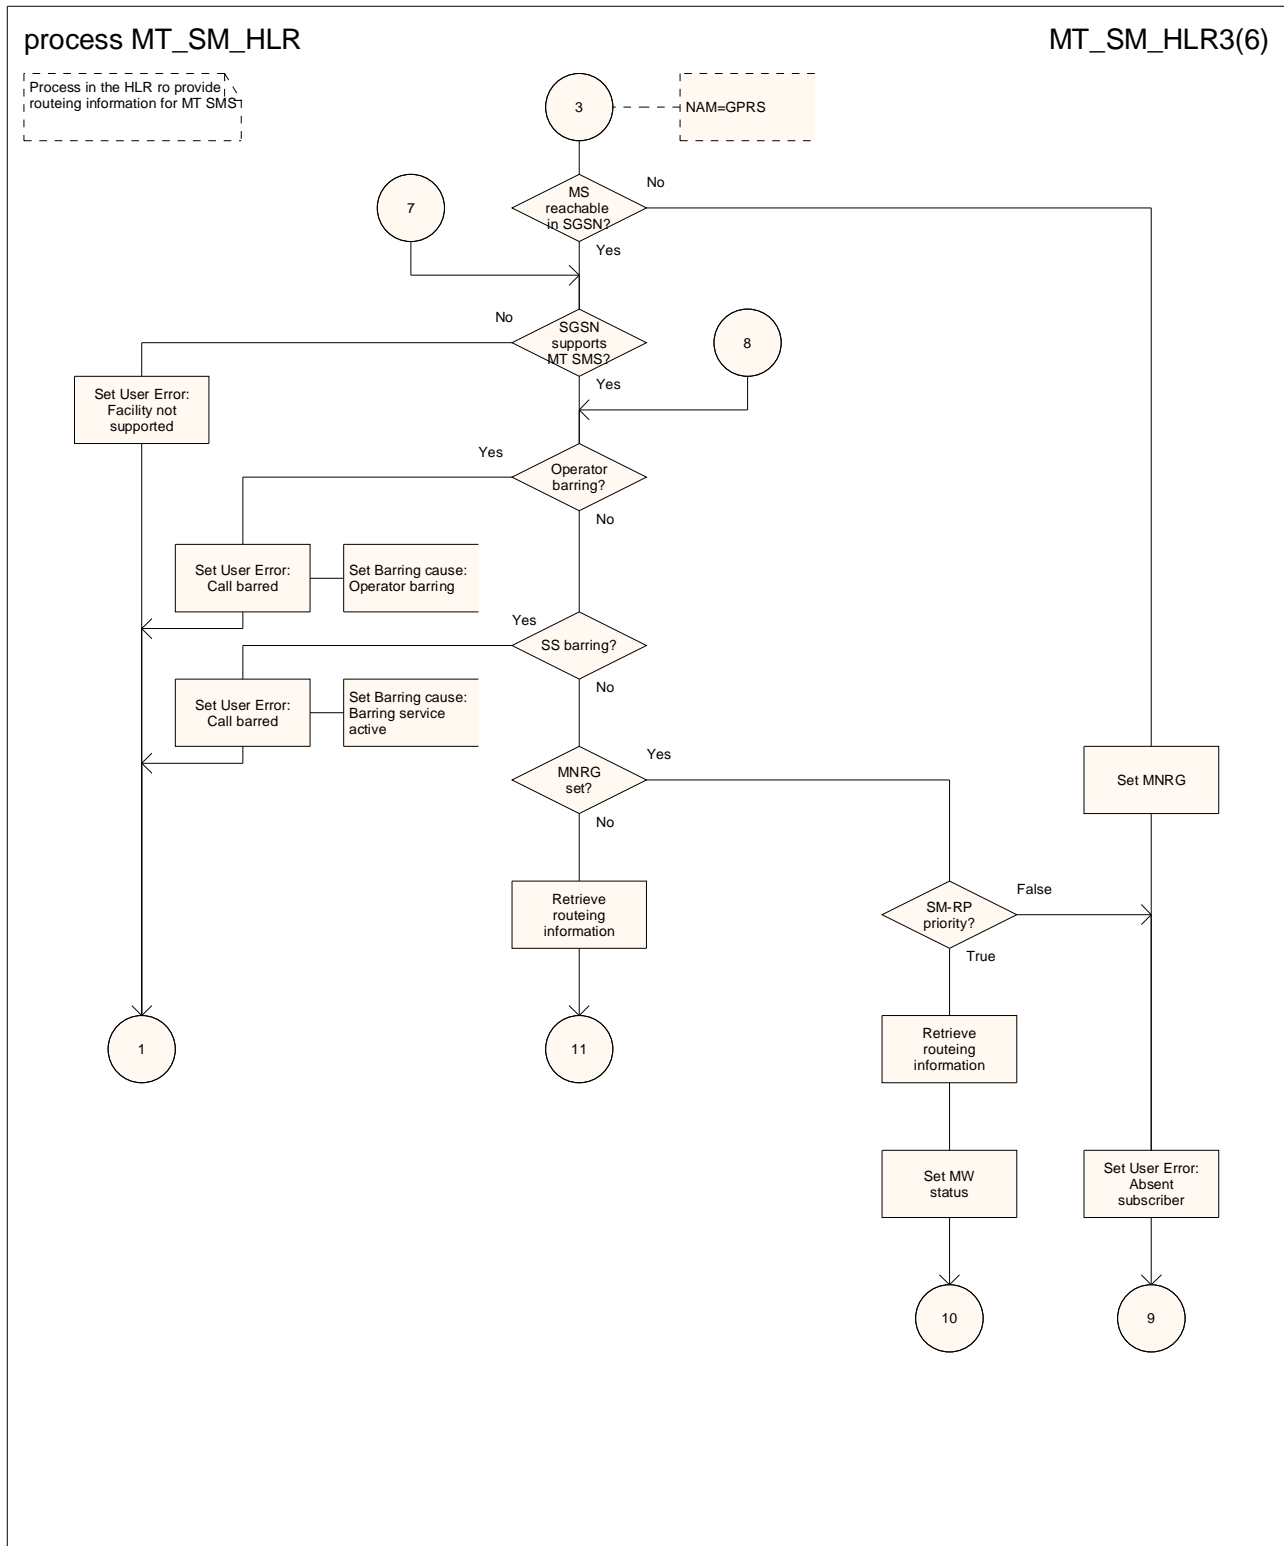 process MT_SM_HLR
MT_SM_HLR3(6)
Process in the HLR ro provide
routeing information for MT SMS
3
NAM=GPRS
MS
reachable
in SGSN?
No
Yes
7
No
SGSN
supports
MT SMS?
Yes
8
Set User Error:
Facility not
supported
Yes
Operator
barring?
No
Set User Error:
Call barred
Set Barring cause:
Operator barring
Yes
SS barring?
No
Set User Error:
Call barred
Set Barring cause:
Barring service
active
MNRG
set?
Yes
No
Set MNRG
Retrieve
routeing
information
SM-RP
priority?
False
True
1
11
Retrieve
routeing
information
Set MW
status
Set User Error:
Absent
subscriber
10
9